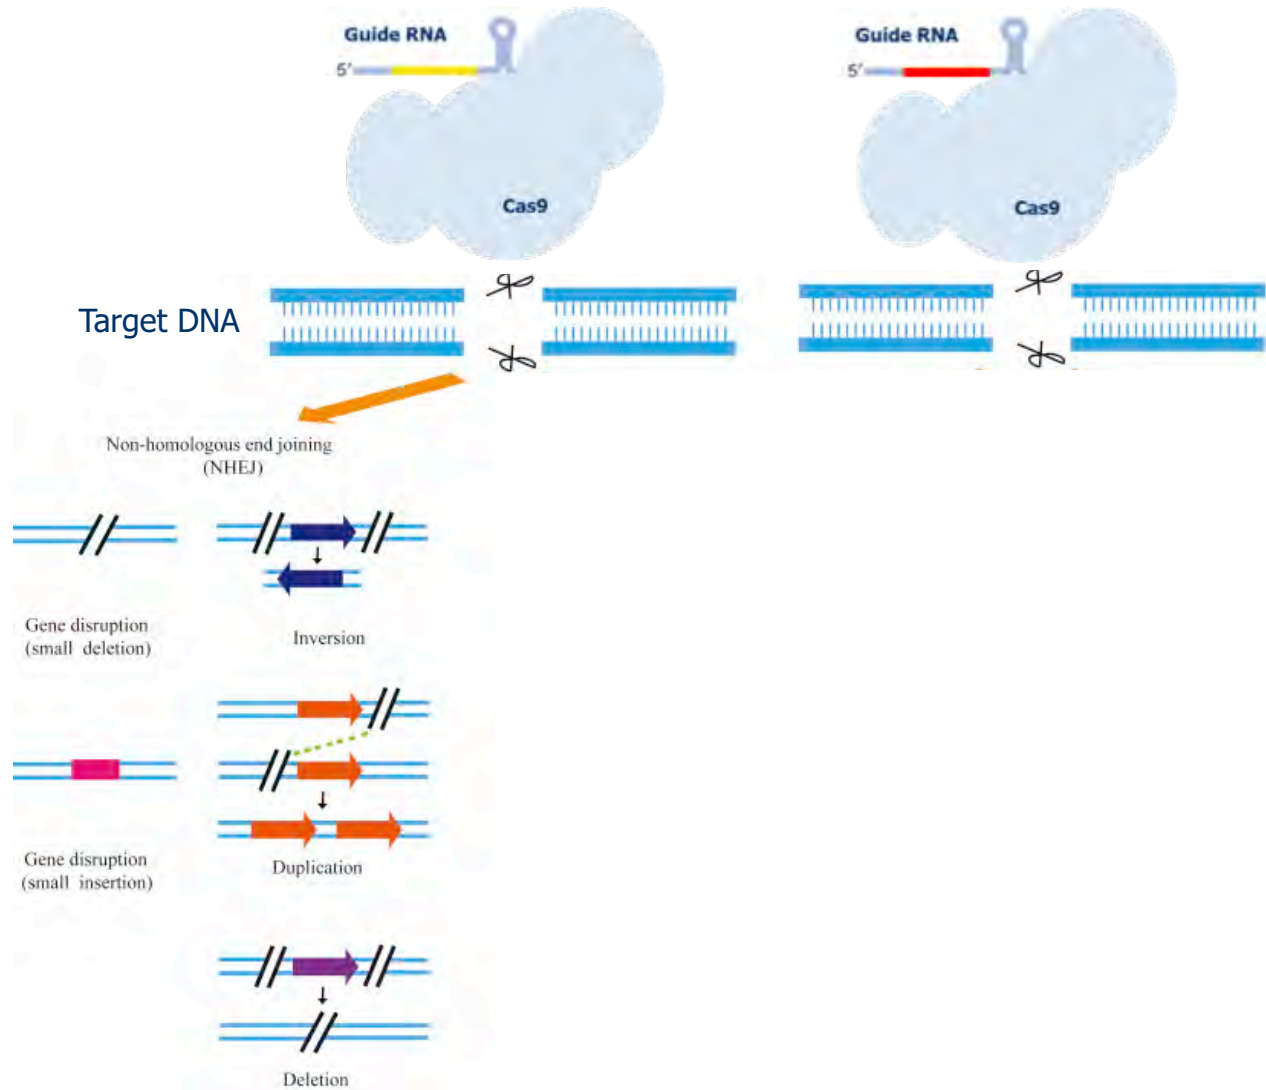 Guide RNA
Guide RNA
5′
5′
Cas9
Cas9
Target DNA
Non-homologous end joining
(NHEJ)
Gene disruption
(small deletion)
Inversion
Gene disruption
(small insertion)
Duplication
Deletion